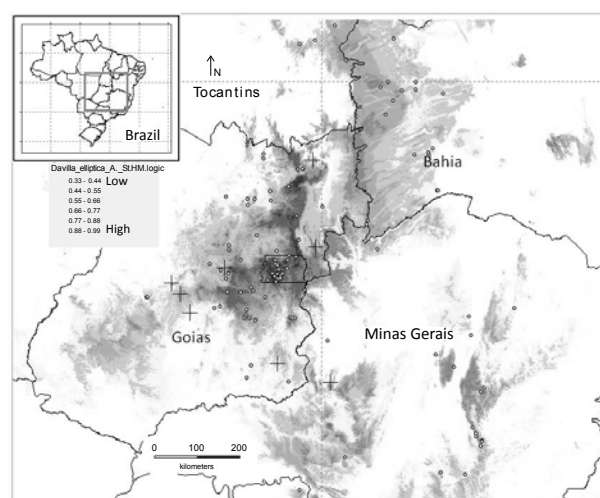 N
Tocantins
Brazil
Davilla_elliptica_A._St.HM.logic
0.33 - 0.44 Low
0.44 - 0.55
0.55 - 0.66
0.66 - 0.77
0.77 - 0.88
0.88 - 0.99 High
Bahia
Goias
Minas Gerais
0 100 200
kilometers